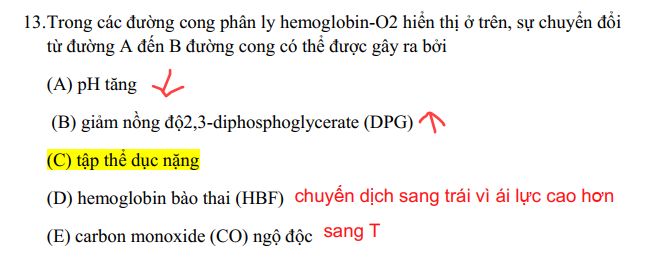 13.Trong các đường cong phân ly hemoglobin-O2 hiển thị ở trên, sự chuyển đổi
từ đường A đến B đường cong có thể được gây ra bởi
(A) pH tăng
(B) giảm nồng độ2,3-diphosphoglycerate (DPG)
(C) tập thể dục nặng
(D) hemoglobin bào thai (HBF) chuyển dịch sang trái vì ái lực cao hơn
(E) carbon monoxide (CO) ngộ độc sang T